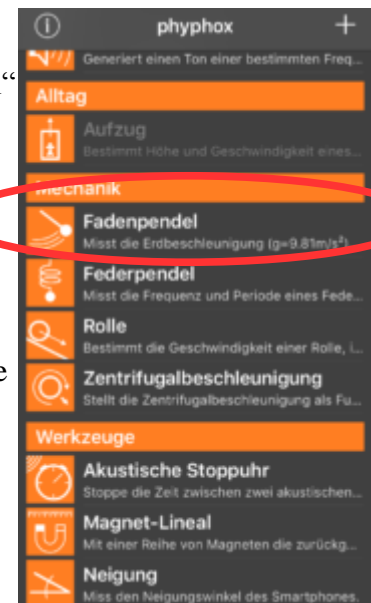 phyphox
Generiert einen Ton einer bestimmten Freq...
“
Alltag
Aufzug
Bestimmt Höhe und Geschwindigkeit eines...
Mechanik
Fadenpendel
Misst die Erdbeschleunigung (g=9.81m/s²)
Federpendel
Misst die Frequenz und Periode eines Fede...
Rolle
Bestimmt die Geschwindigkeit einer Rolle, i...
e
Zentrifugalbeschleunigung
Stellt die Zentrifugalbeschleunigung als Fu...
Werkzeuge
Akustische Stoppuhr
Stoppe die Zeit zwischen zwei akustischen...
Magnet-Lineal
Mit einer Reihe von Magneten die zurückg...
Neigung
Miss den Neigungswinkel des Smartphones.